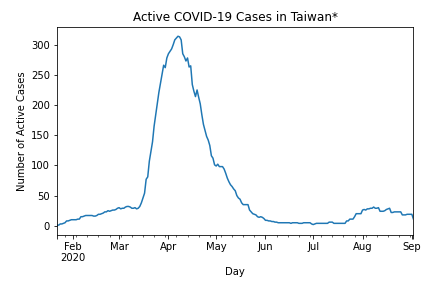 Active COVID-19 Cases in Taiwan*
300
250
200
150
100
50
0
Number of Active Cases
Feb Mar Apr May Jun Jul Aug Sep
2020
Day